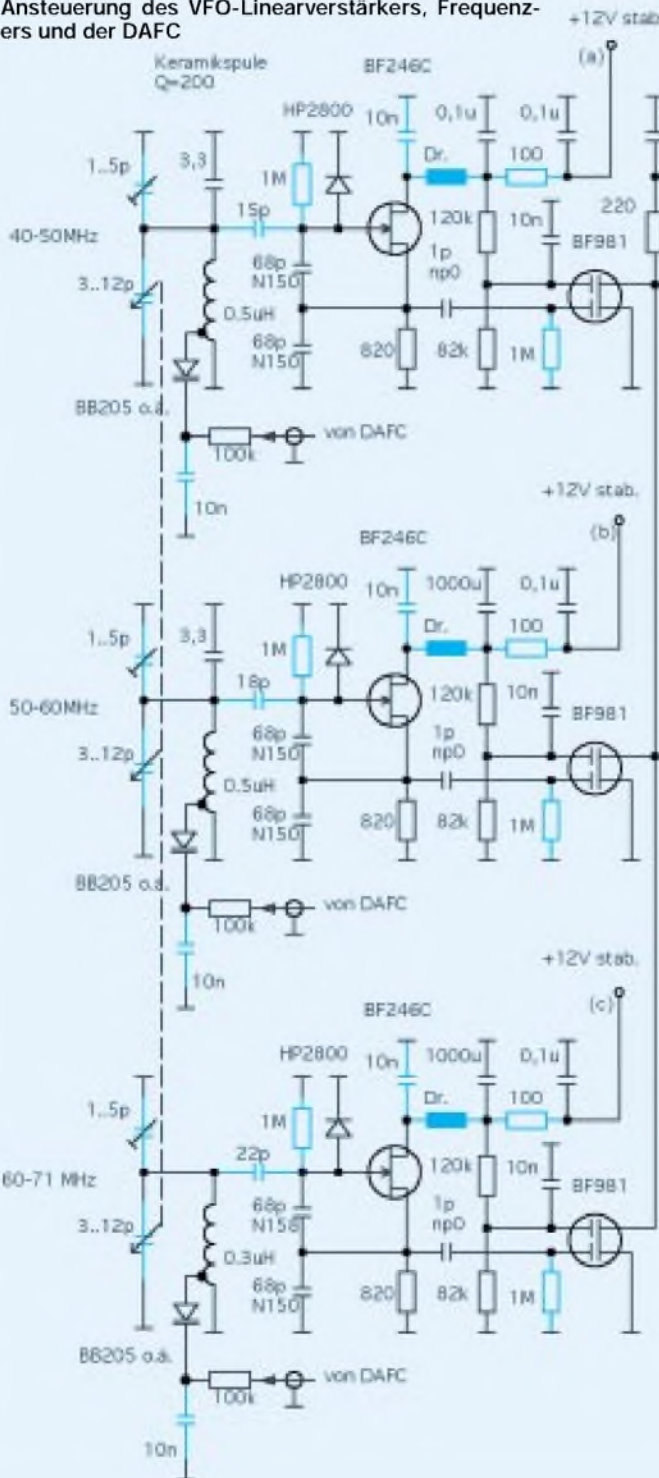 Ansteuerung des VFO-Linearverstärkers, Frequenz-
ers und der DAFC
+12V stab.
(a)
Keramikspule
Q=200
BF246C
HP2800
10n
0,1u
0,1u
1..5p
3,3
1M
Dr.
100
15p
120k
10n
220
BF981
40-50MHz
1p
np0
68p
N150
3..12p
0.5uH
68p
N150
820
82k
1M
BB205 o.ä.
von DAFC
100k
10n
+12V stab.
(b)
BF246C
HP2800
10n
1000u
0,1u
1..5p
3,3
1M
Dr.
100
18p
120k
10n
BF981
50-60MHz
1p
np0
68p
N150
3..12p
0.5uH
68p
N150
820
82k
1M
BB205 o.ä.
von DAFC
100k
10n
+12V stab.
(c)
BF246C
HP2800
10n
1000u
0,1u
1..5p
1M
Dr.
100
22p
120k
10n
BF981
60-71 MHz
1p
np0
68p
N158
3..12p
0.3uH
68p
N150
820
82k
1M
BB205 o.ä.
von DAFC
100k
10n